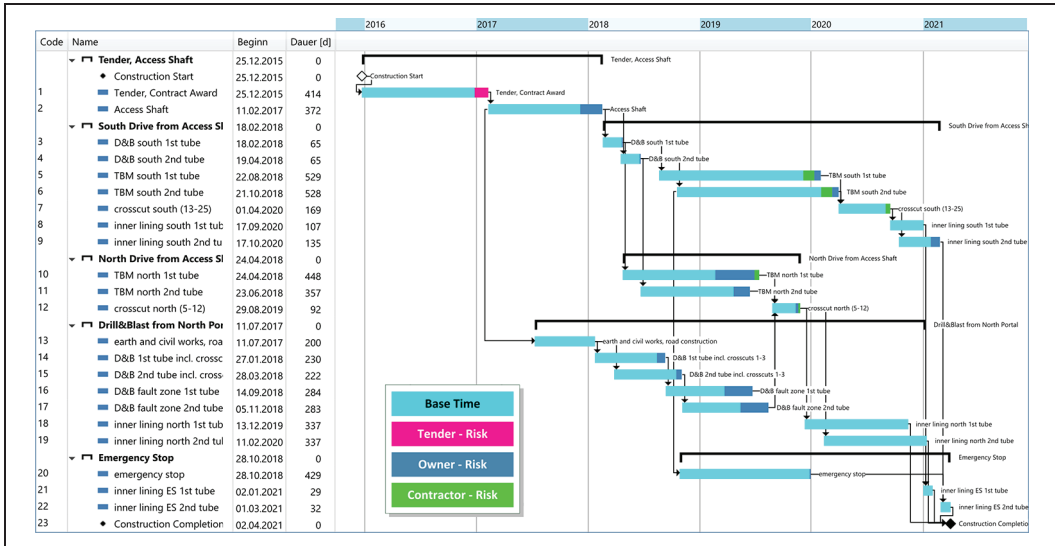 2016 2017 2018 2019 2020 2021
Code Name Beginn Dauer [d]
Tender, Access Shaft 25.12.2015 0 Tender, Access Shaft
Construction Start 25.12.2015 0 Construction Start
1 Tender, Contract Award 25.12.2015 414 Tender, Contract Award
2 Access Shaft 11.02.2017 372 Access Shaft
South Drive from Access Sl 18.02.2018 0 South Drive from Access Sh
3 D&B south 1st tube 18.02.2018 65 D&B south 1st tube
4 D&B south 2nd tube 19.04.2018 65 D&B south 2nd tube
5 TBM south 1st tube 22.08.2018 529 TBM south 1st tube
6 TBM south 2nd tube 21.10.2018 528 TBM south 2nd tube
7 crosscut south (13-25) 01.04.2020 169 crosscut south (13-25)
8 inner lining south 1st tub 17.09.2020 107 inner lining south 1st tube
9 inner lining south 2nd tu 17.10.2020 135 inner lining south 2nd tube
North Drive from Access Sl 24.04.2018 0 North Drive from Access Shaft
10 TBM north 1st tube 24.04.2018 448 TBM north 1st tube
11 TBM north 2nd tube 23.06.2018 357 TBM north 2nd tube
12 crosscut north (5-12) 29.08.2019 92 crosscut north (5-12)
Drill&Blast from North Por 11.07.2017 0 Drill&Blast from North Portal
13 earth and civil works, roa 11.07.2017 200 earth and civil works, road construction
14 D&B 1st tube incl. crossc 27.01.2018 230 D&B 1st tube incl. crosscuts 1-3
15 D&B 2nd tube incl. cross 28.03.2018 222 D&B 2nd tube incl. crosscuts 1-3
16 D&B fault zone 1st tube 14.09.2018 284 D&B fault zone 1st tube
17 D&B fault zone 2nd tube 05.11.2018 283 D&B fault zone 2nd tube
18 inner lining north 1st tub 13.12.2019 337 inner lining north 1st tube
19 inner lining north 2nd tul 11.02.2020 337 inner lining north 2nd tube
Emergency Stop 28.10.2018 0 Emergency Stop
20 emergency stop 28.10.2018 429 emergency stop
21 inner lining ES 1st tube 02.01.2021 29 inner lining ES 1st tube
22 inner lining ES 2nd tube 01.03.2021 32 inner lining ES 2nd tube
23 Construction Completion 02.04.2021 0 Construction Completio
Base Time
Tender - Risk
Owner - Risk
Contractor - Risk